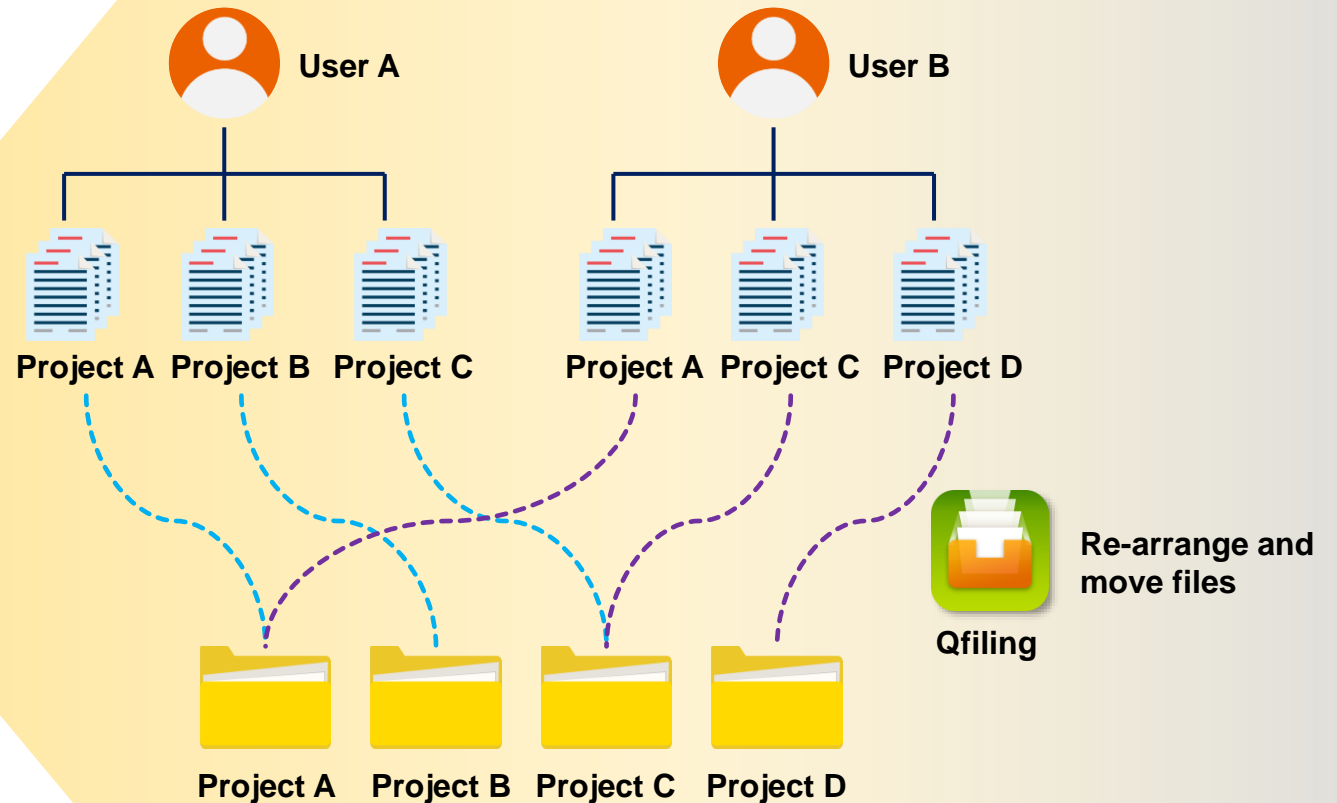 User A
User B
Project A
Project B
Project C
Project A
Project C
Project D
Re-arrange and
move files
Qfiling
Project A
Project B
Project C
Project D